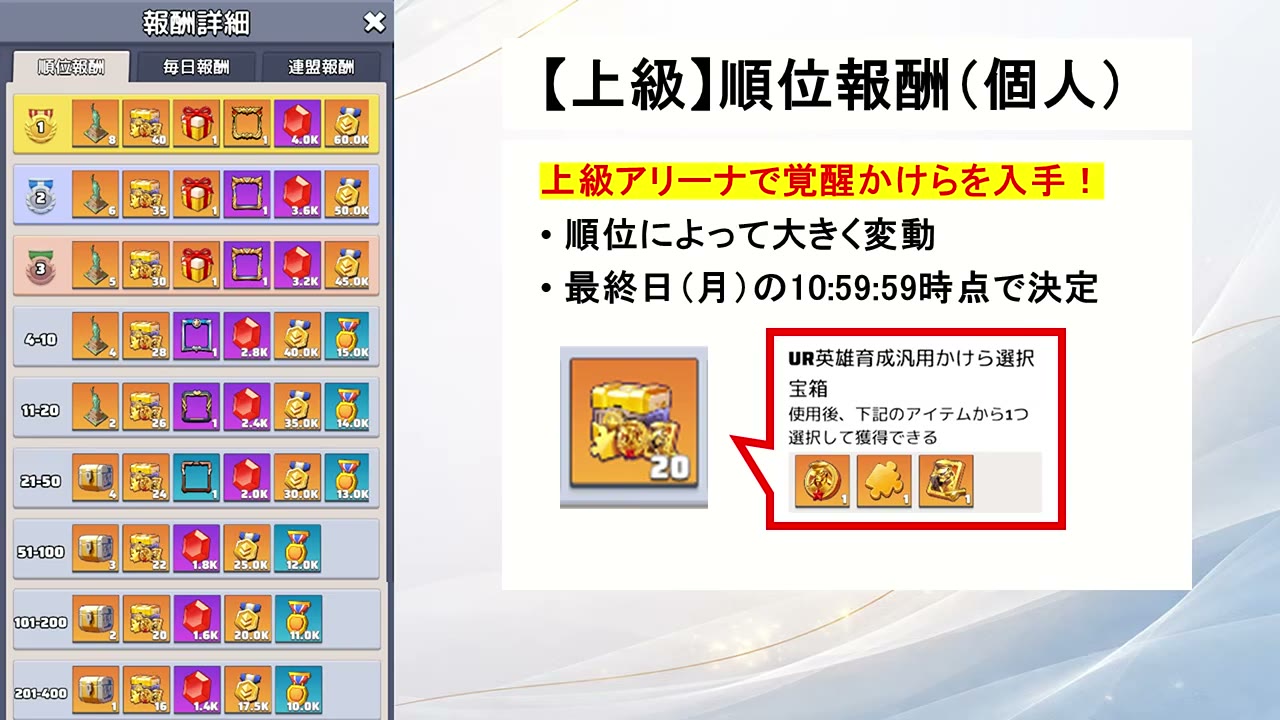 報酬詳細
順位報酬 毎日報酬 連盟報酬
1 8 40 1 1 4.0K 60.0K
2 6 35 1 1 3.6K 50.0K
3 5 30 1 1 3.2K 45.0K
4-10 4 28 1 2.8K 40.0K 15.0K
11-20 2 26 1 2.4K 35.0K 14.0K
21-50 4 24 1 2.0K 30.0K 13.0K
51-100 3 22 1.8K 25.0K 12.0K
101-200 2 20 1.6K 20.0K 11.0K
201-400 1 16 1.4K 17.5K 10.0K
【上級】順位報酬(個人)
上級アリーナで覚醒かけらを入手!
• 順位によって大きく変動
• 最終日(月)の10:59:59時点で決定
20
UR英雄育成汎用かけら選択
宝箱
使用後、下記のアイテムから1つ
選択して獲得できる
1 1 1